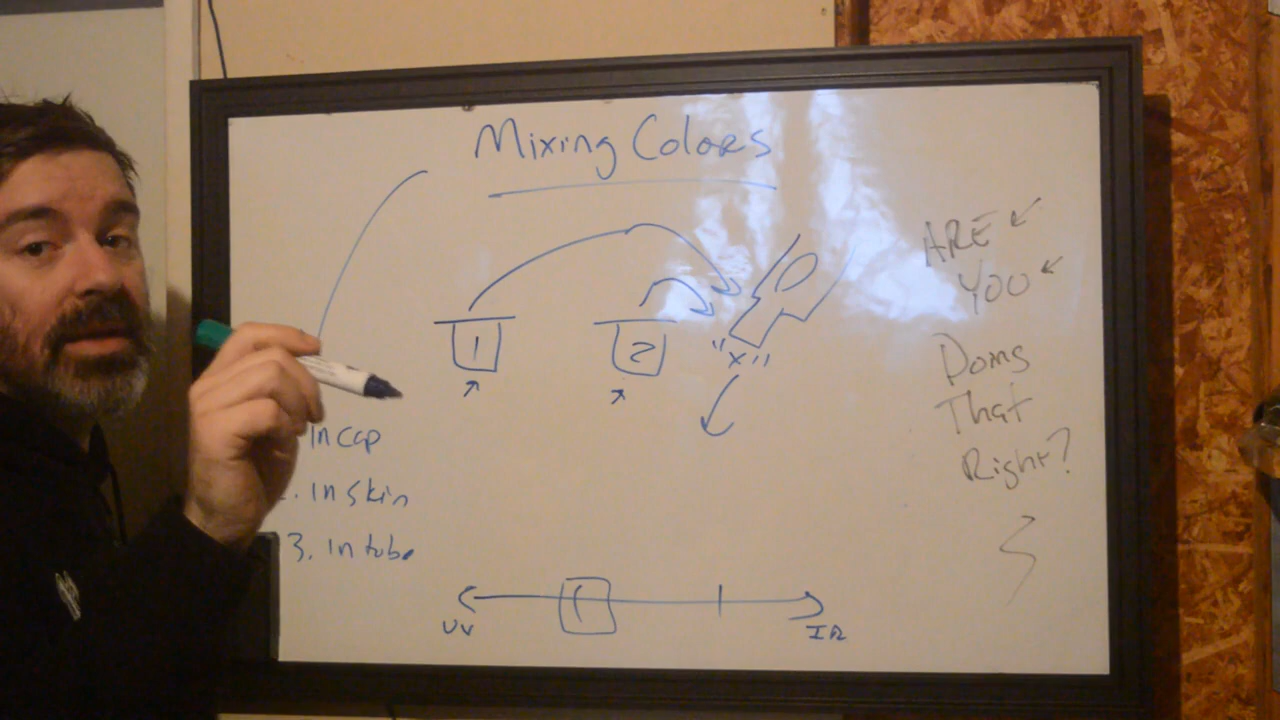 Mixing Colors
1
2
"x"
In cap
2. In skin
3. In tube
UV
IR
ARE
YOU
Doing
That
Right?